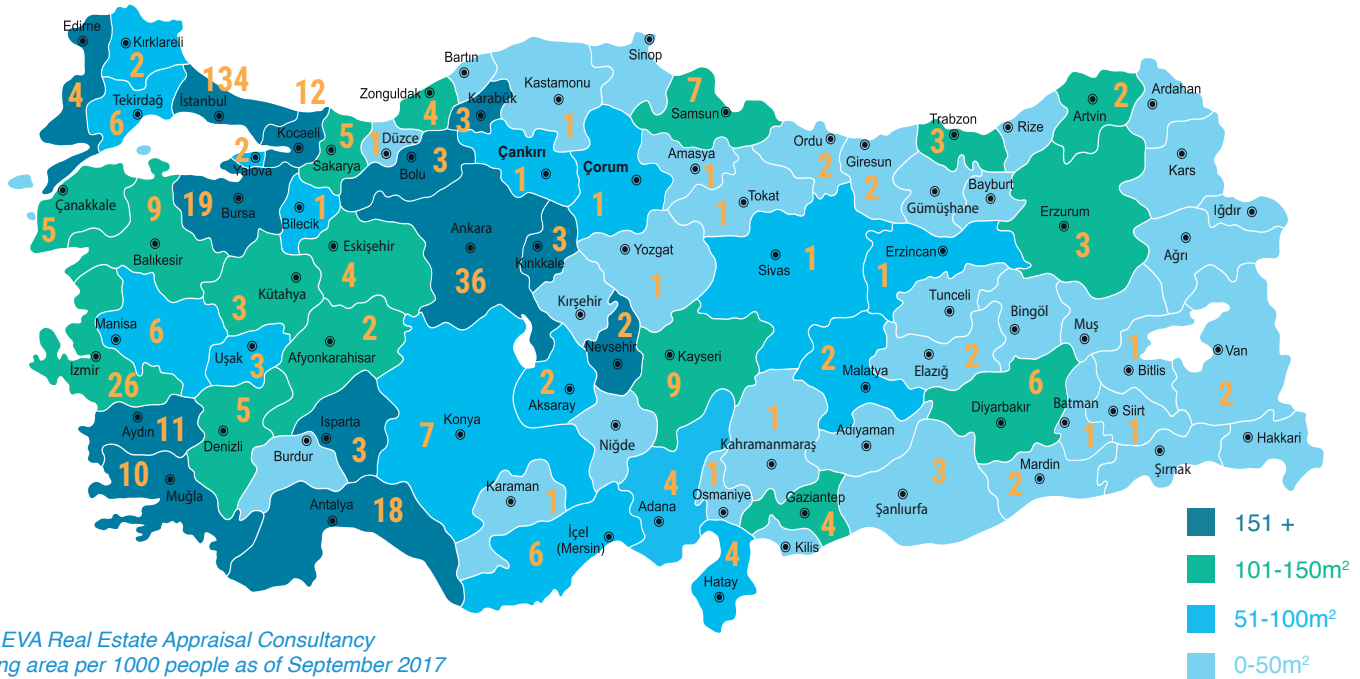 Edirne
4
Kırklareli
2
Tekirdağ
6
134
İstanbul
12
Kocaeli
2
Yalova
5
Sakarya
1
Düzce
Zonguldak
4
Bartın
Karabük
3
Bolu
3
Kastamonu
1
Sinop
Çankırı
1
Çorum
1
7
Samsun
Amasya
1
Tokat
1
Ordu
2
Giresun
2
Trabzon
3
Gümüşhane
Bayburt
Rize
Artvin
2
Ardahan
Kars
Iğdır
Ağrı
Erzurum
3
Çanakkale
5
9
Balıkesir
19
Bursa
Bilecik
1
Eskişehir
4
Kütahya
3
Ankara
36
Kırıkkale
3
Kırşehir
Yozgat
1
Sivas
1
Erzincan
1
Tunceli
Bingöl
Muş
Elazığ
2
Bitlis
1
Van
2
Manisa
6
Uşak
3
Afyonkarahisar
2
İzmir
26
Aydın
11
Denizli
5
10
Muğla
Burdur
Isparta
3
Antalya
18
Konya
7
Aksaray
2
Nevsehir
2
Kayseri
9
Niğde
Karaman
1
İçel
(Mersin)
6
Adana
4
Osmaniye
1
Kahramanmaraş
1
Malatya
2
Adıyaman
Gaziantep
4
Kilis
Hatay
4
Şanlıurfa
3
Diyarbakır
6
Mardin
2
Batman
1
Siirt
1
Şırnak
Hakkari
151 +
101-150m²
51-100m²
0-50m²
EVA Real Estate Appraisal Consultancy
area per 1000 people as of September 2017